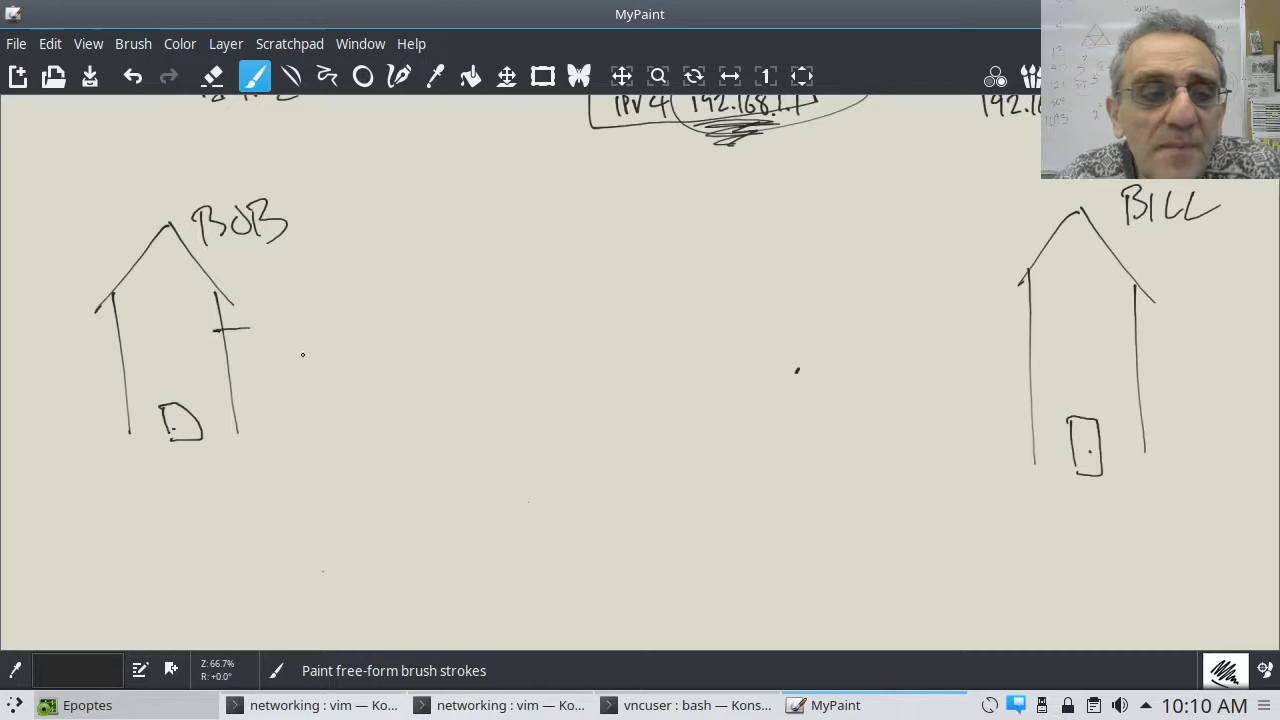 MyPaint
File Edit View Brush Color Layer Scratchpad Window Help
IPV4 192.168.1.1
192.16
BOB
BILL
Z: 66.7%
R: +0.0°
Paint free-form brush strokes
Epoptes
networking : vim — Ko...
networking : vim — Ko...
vncuser : bash — Kons...
MyPaint
10:10 AM